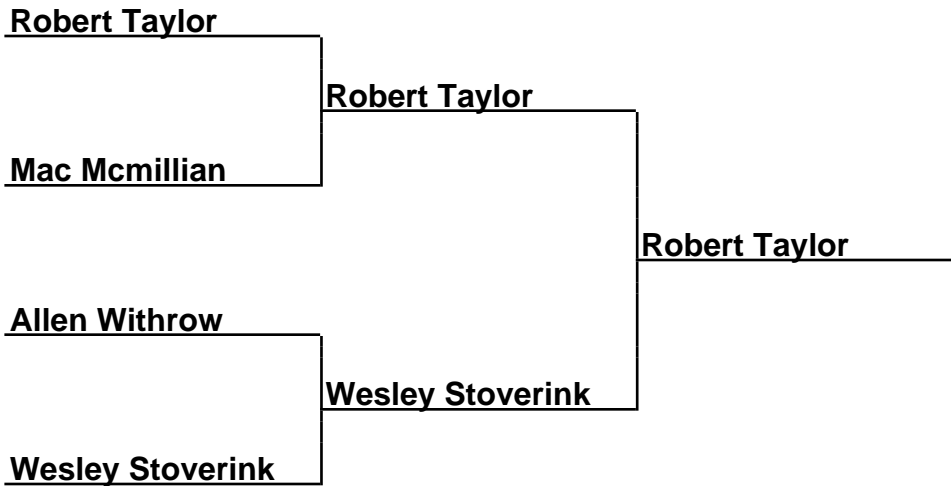 Robert Taylor
Robert Taylor
Mac Mcmillian
Robert Taylor
Allen Withrow
Wesley Stoverink
Wesley Stoverink